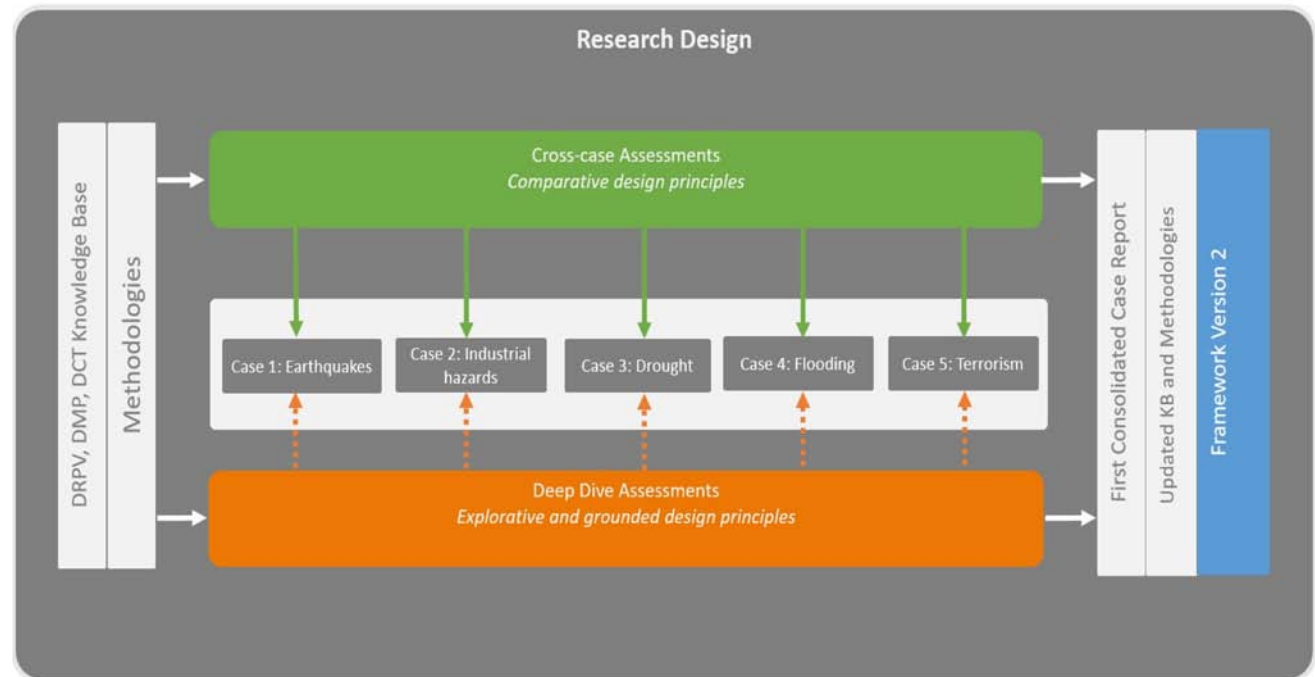 Research Design
DRPV, DMP, DCT Knowledge Base
Methodologies
Cross-case Assessments
Comparative design principles
Case 1: Earthquakes
Case 2: Industrial
hazards
Case 3: Drought
Case 4: Flooding
Case 5: Terrorism
Deep Dive Assessments
Explorative and grounded design principles
First Consolidated Case Report
Updated KB and Methodologies
Framework Version 2